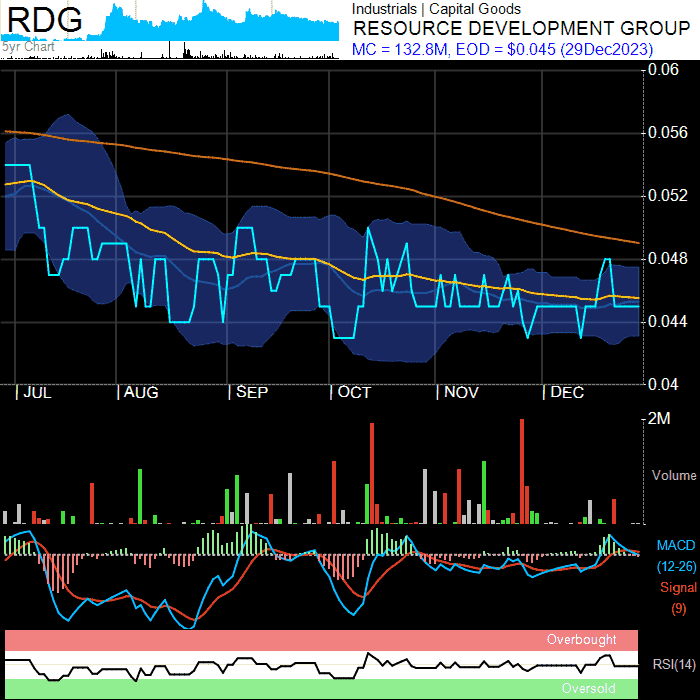 RDG
5yr Chart
Industrials | Capital Goods
RESOURCE DEVELOPMENT GROUP
MC = 132.8M, EOD = $0.045 (29Dec2023)
0.06
0.056
0.052
0.048
0.044
0.04
JUL AUG SEP OCT NOV DEC
2M
Volume
MACD
(12-26)
Signal
(9)
Overbought
RSI(14)
Oversold